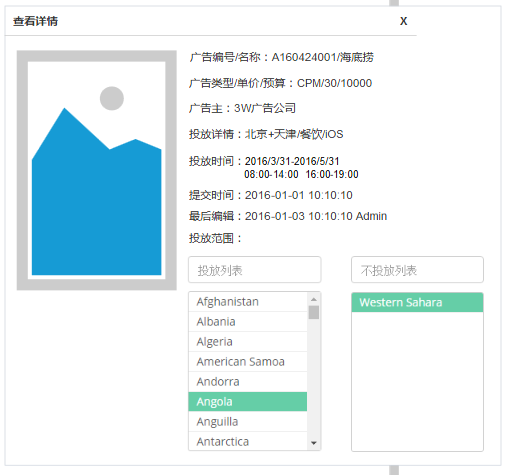 查看详情 X
广告编号/名称：A160424001/海底捞
广告类型/单价/预算：CPM/30/10000
广告主：3W广告公司
投放详情：北京+天津/餐饮/iOS
投放时间：2016/3/31-2016/5/31
08:00-14:00 16:00-19:00
提交时间：2016-01-01 10:10:10
最后编辑：2016-01-03 10:10:10 Admin
投放范围：
投放列表
不投放列表
Afghanistan
Albania
Algeria
American Samoa
Andorra
Angola
Anguilla
Antarctica
Western Sahara